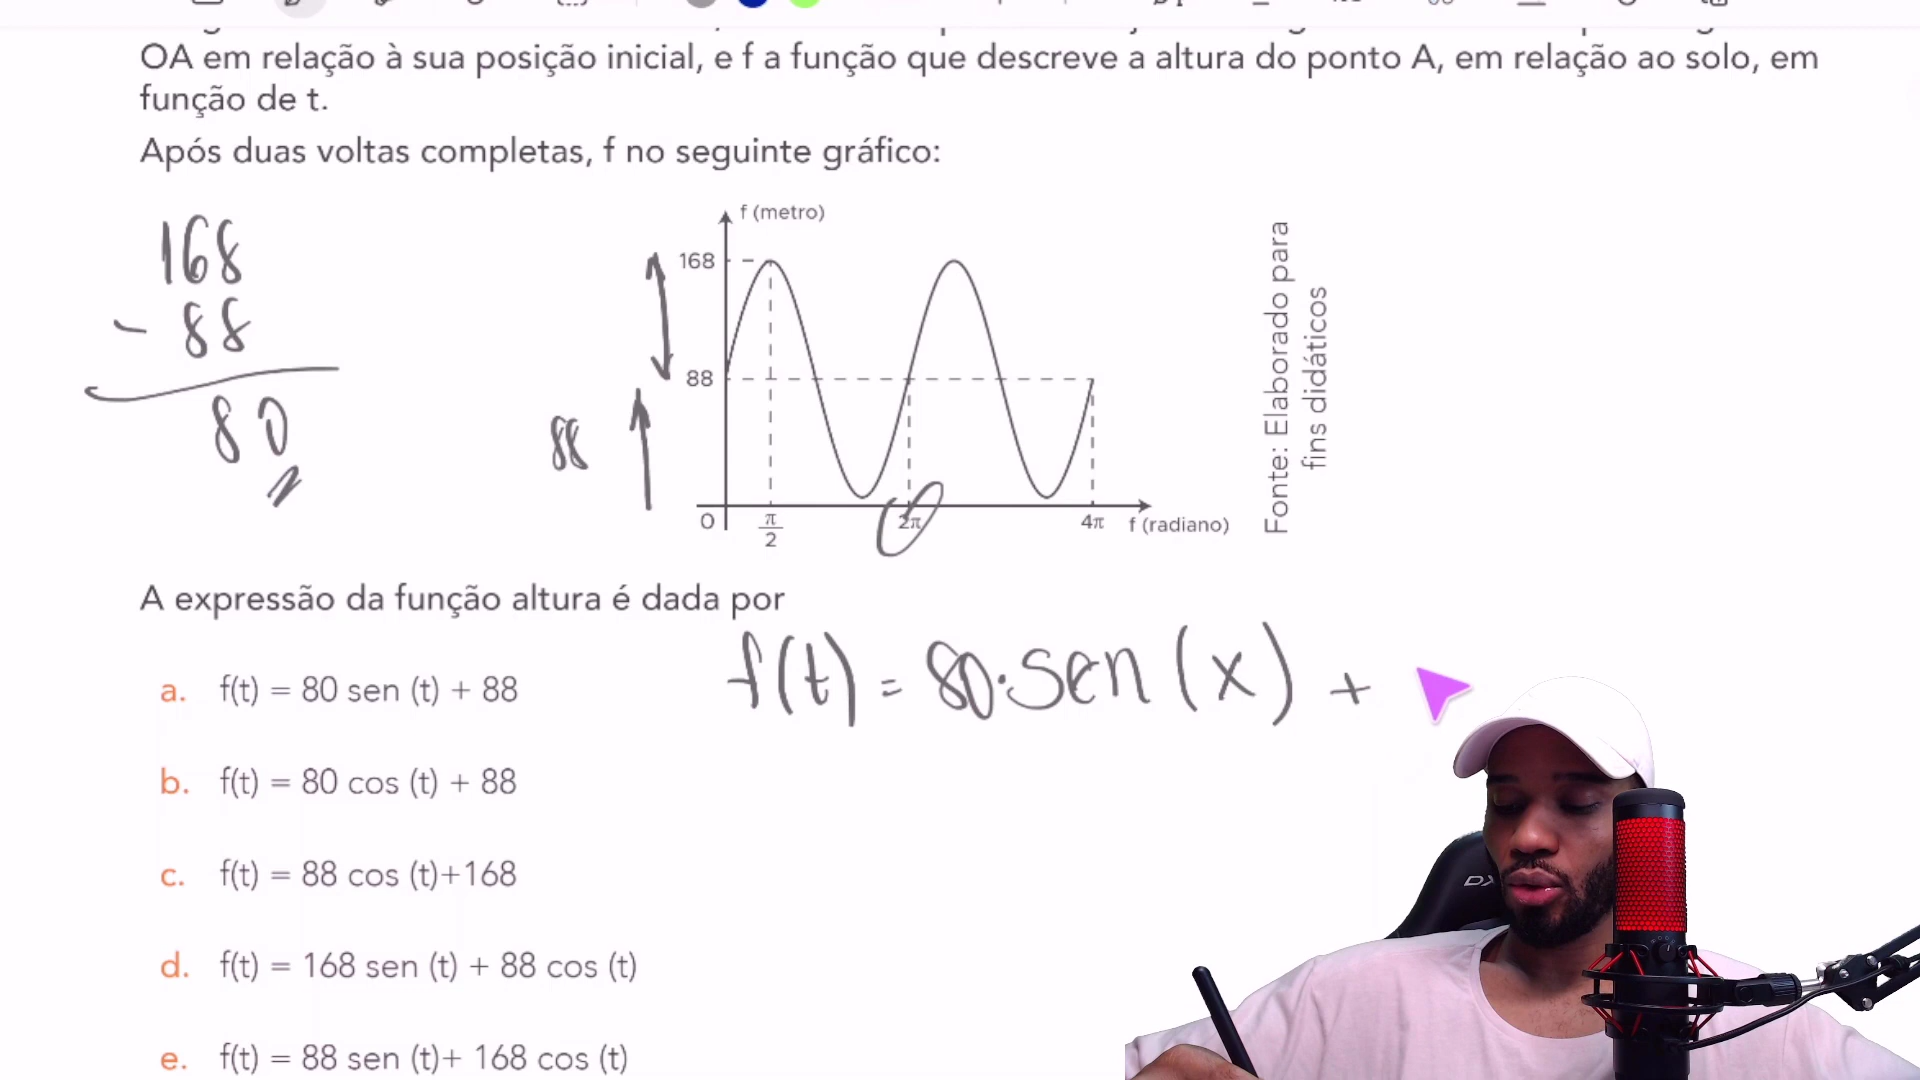 OA em relação à sua posição inicial, e f a função que descreve a altura do ponto A, em relação ao solo, em
função de t.
Após duas voltas completas, f no seguinte gráfico:
168
- 88
80
88
f (metro)
168
88
0
π/2
2π
4π
f (radiano)
Fonte: Elaborado para
fins didáticos
A expressão da função altura é dada por
f(t) = 80.sen (x) +
a. f(t) = 80 sen (t) + 88
b. f(t) = 80 cos (t) + 88
c. f(t) = 88 cos (t)+168
d. f(t) = 168 sen (t) + 88 cos (t)
e. f(t) = 88 sen (t)+ 168 cos (t)